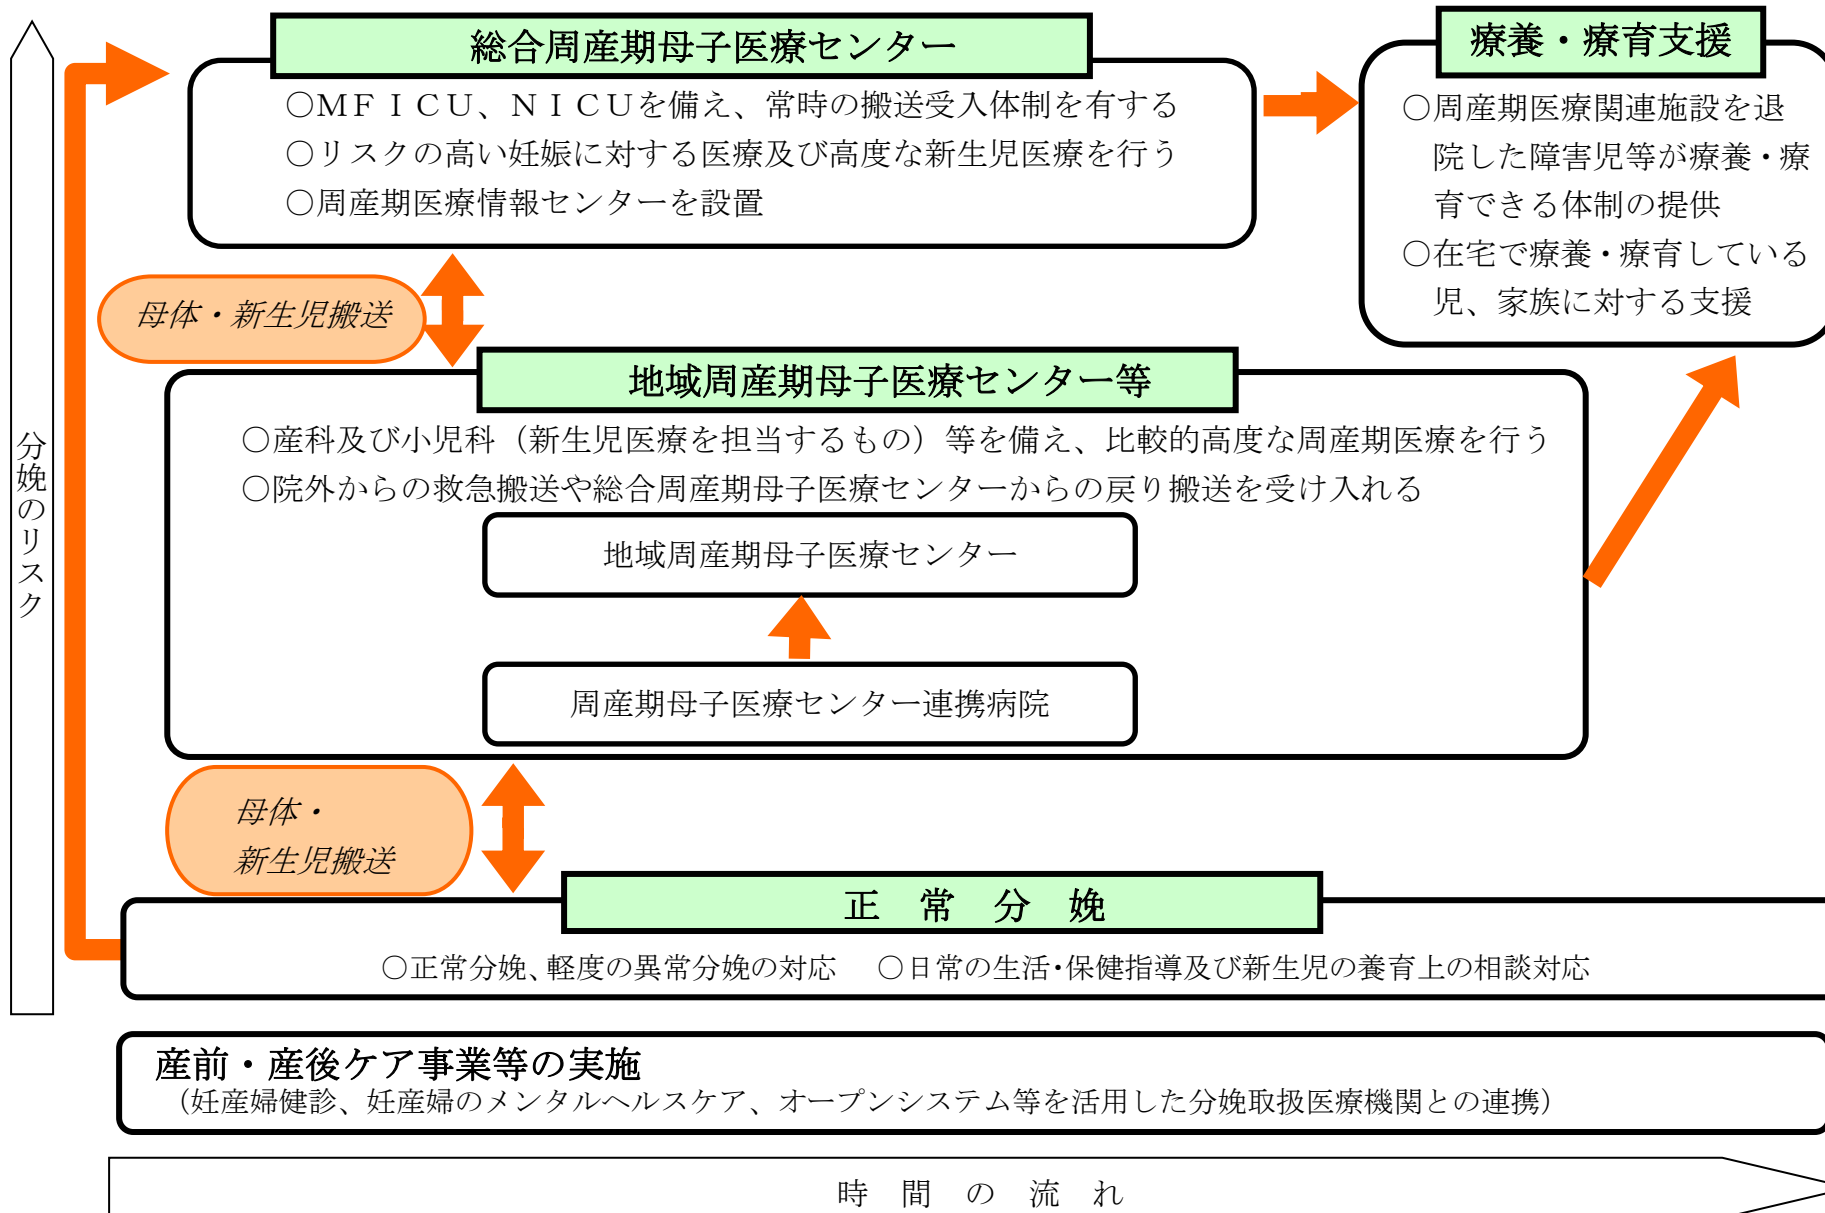 総合周産期母子医療センター
○MFICU、NICUを備え、常時の搬送受入体制を有する
○リスクの高い妊娠に対する医療及び高度な新生児医療を行う
○周産期医療情報センターを設置
療養・療育支援
○周産期医療関連施設を退
院した障害児等が療養・療
育できる体制の提供
○在宅で療養・療育している
児、家族に対する支援
母体・新生児搬送
地域周産期母子医療センター等
○産科及び小児科（新生児医療を担当するもの）等を備え、比較的高度な周産期医療を行う
○院外からの救急搬送や総合周産期母子医療センターからの戻り搬送を受け入れる
地域周産期母子医療センター
周産期母子医療センター連携病院
分娩のリスク
母体・
新生児搬送
正 常 分 娩
○正常分娩、軽度の異常分娩の対応 ○日常の生活・保健指導及び新生児の養育上の相談対応
産前・産後ケア事業等の実施
（妊産婦健診、妊産婦のメンタルヘルスケア、オープンシステム等を活用した分娩取扱医療機関との連携）
時 間 の 流 れ